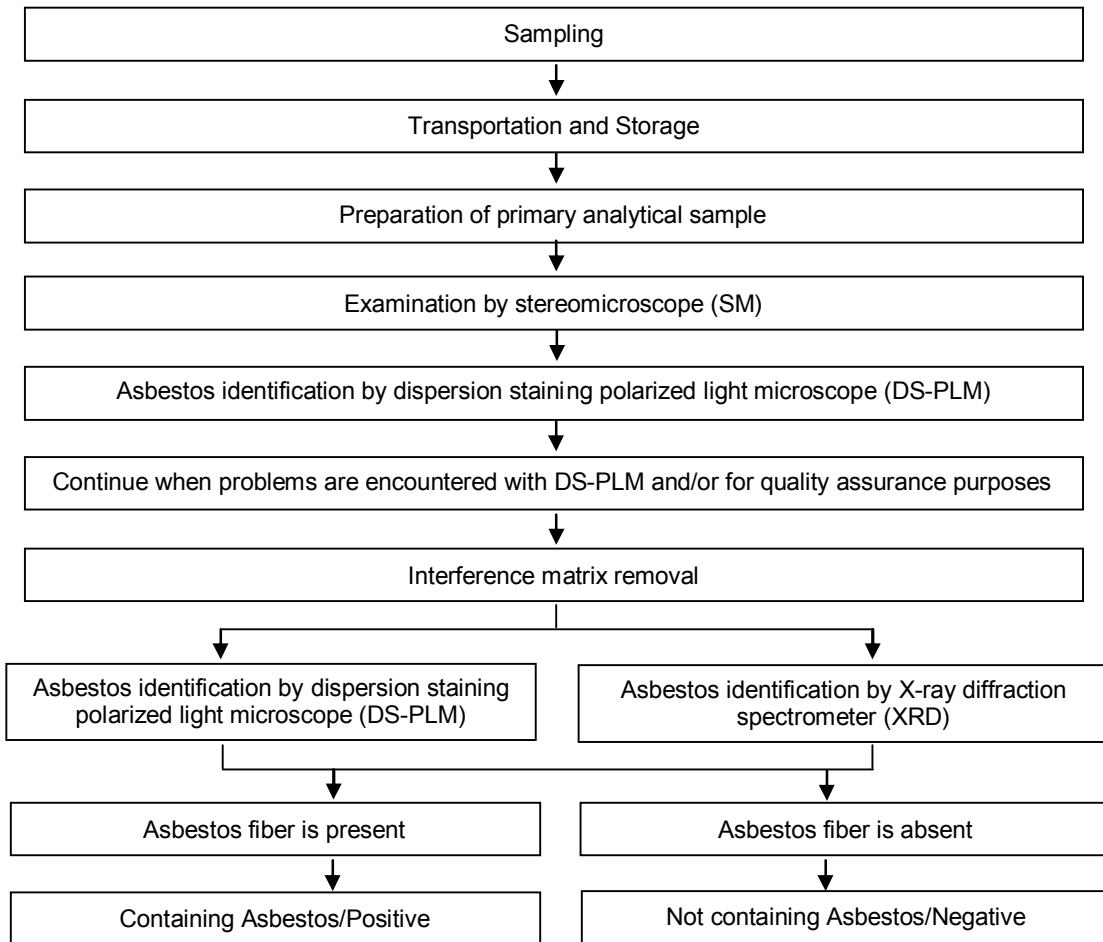 Sampling
Transportation and Storage
Preparation of primary analytical sample
Examination by stereomicroscope (SM)
Asbestos identification by dispersion staining polarized light microscope (DS-PLM)
Continue when problems are encountered with DS-PLM and/or for quality assurance purposes
Interference matrix removal
Asbestos identification by dispersion staining
polarized light microscope (DS-PLM)
Asbestos identification by X-ray diffraction
spectrometer (XRD)
Asbestos fiber is present
Asbestos fiber is absent
Containing Asbestos/Positive
Not containing Asbestos/Negative